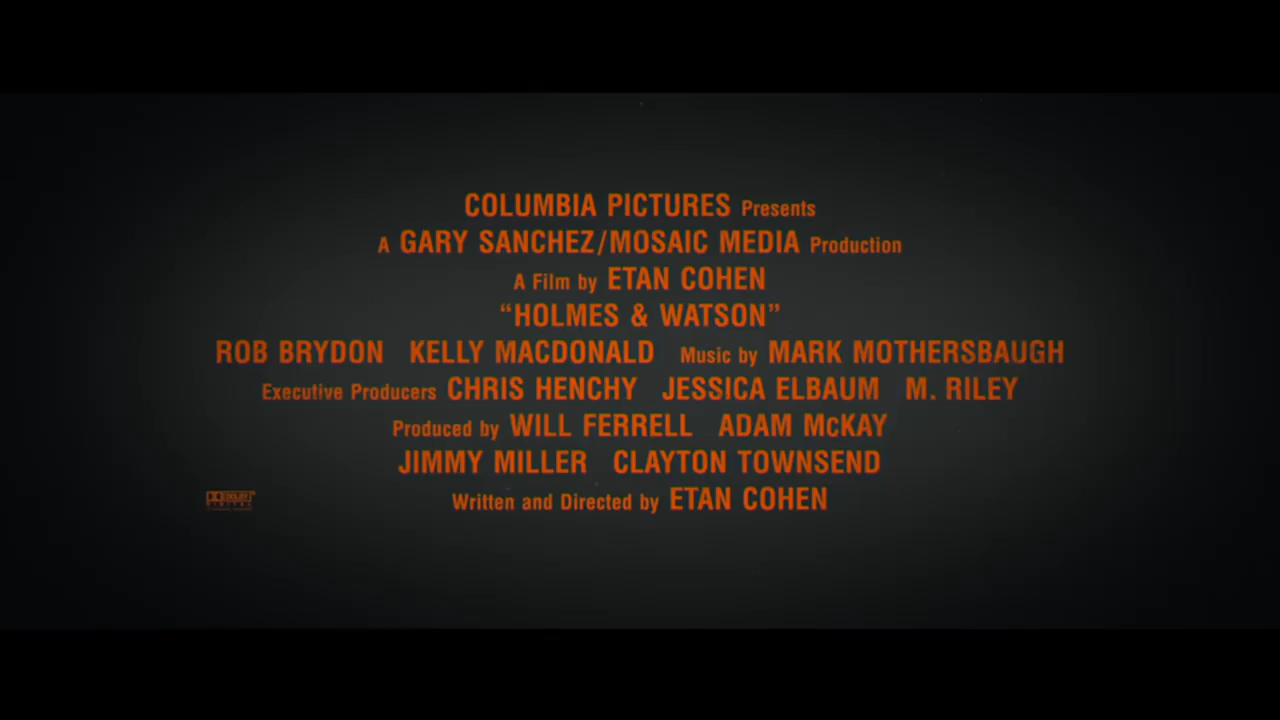 COLUMBIA PICTURES Presents
A GARY SANCHEZ/MOSAIC MEDIA Production
A Film by ETAN COHEN
“HOLMES & WATSON”
ROB BRYDON KELLY MACDONALD Music by MARK MOTHERSBAUGH
Executive Producers CHRIS HENCHY JESSICA ELBAUM M. RILEY
Produced by WILL FERRELL ADAM McKAY
JIMMY MILLER CLAYTON TOWNSEND
Written and Directed by ETAN COHEN
DOLBY
DIGITAL